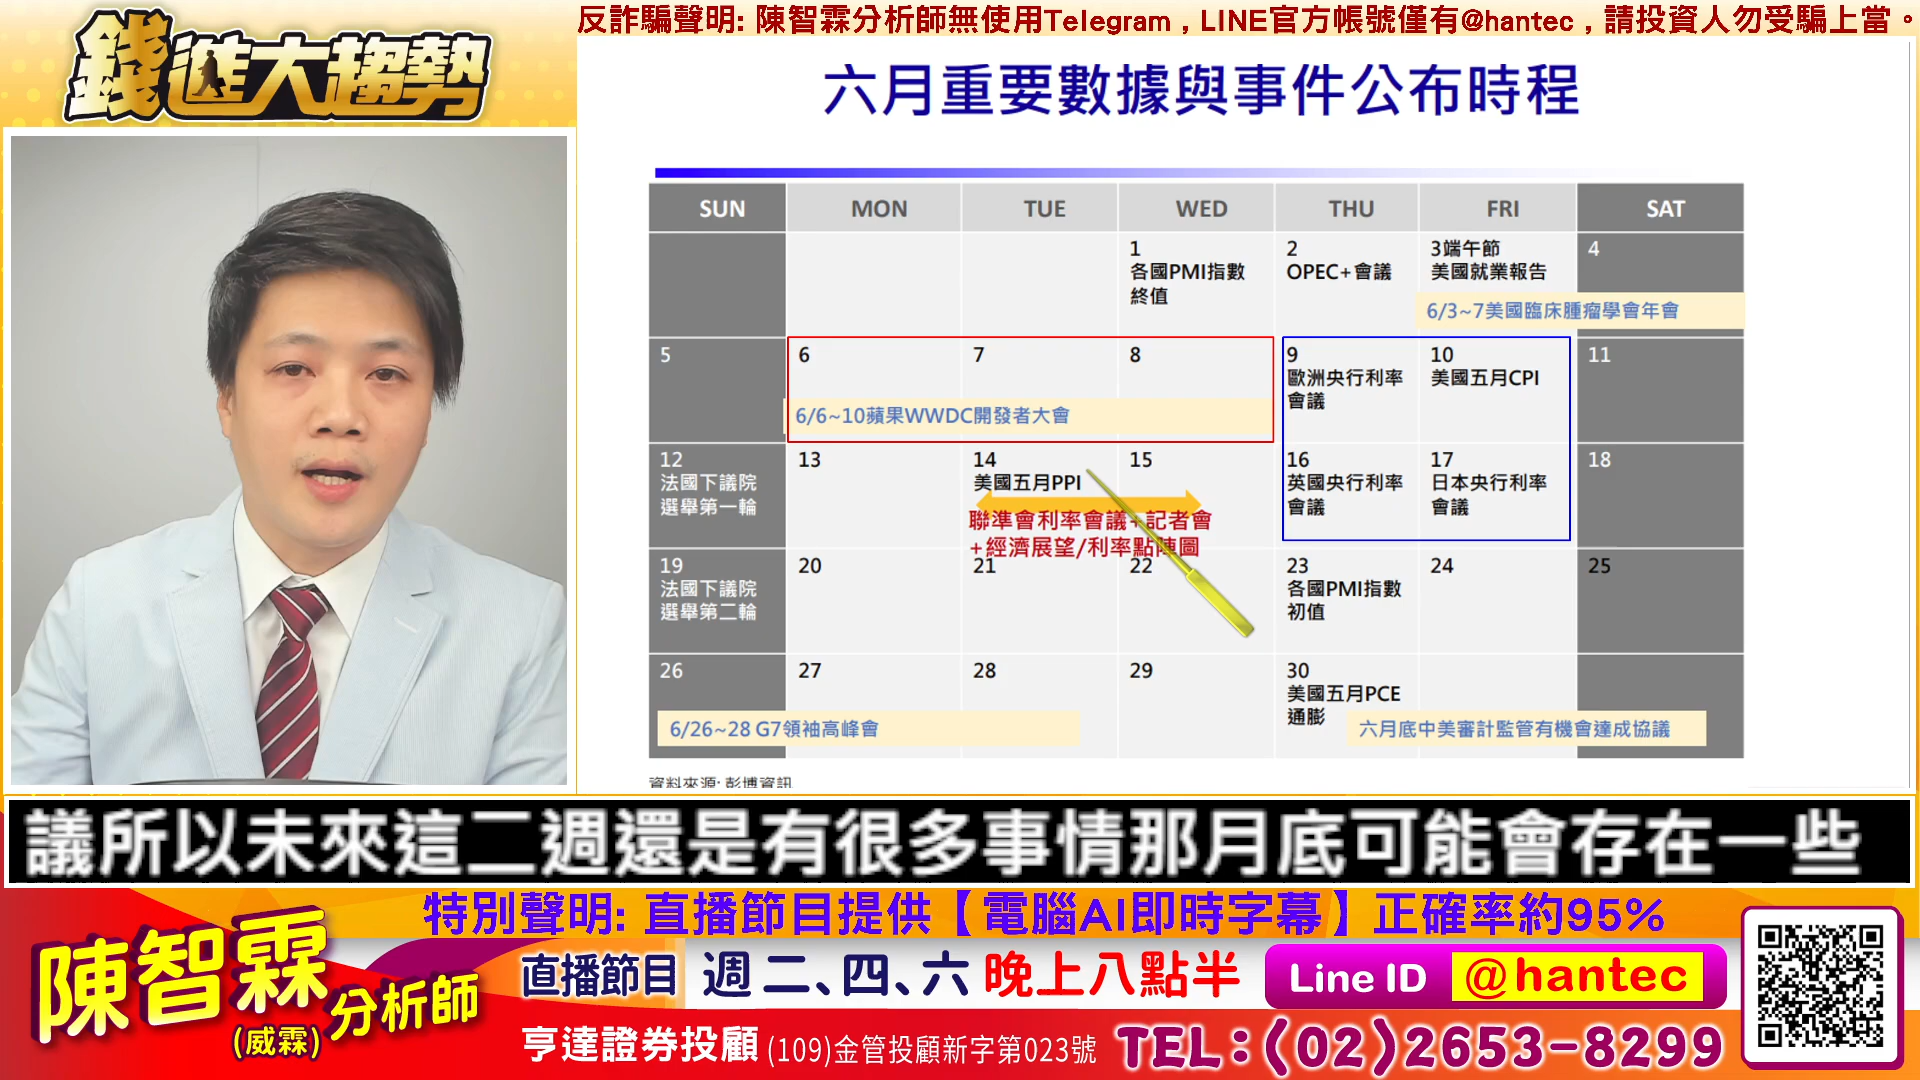 反詐騙聲明: 陳智霖分析師無使用Telegram , LINE官方帳號僅有@hantec , 請投資人勿受騙上當。
錢進大趨勢
六月重要數據與事件公布時程
SUN MON TUE WED THU FRI SAT
1 各國PMI指數終值
2 OPEC+會議
3端午節 美國就業報告
4
6/3~7美國臨床腫瘤學會年會
5
6
7
8
9 歐洲央行利率會議
10 美國五月CPI
11
6/6~10蘋果WWDC開發者大會
12 法國下議院選舉第一輪
13
14 美國五月PPI
15
16 英國央行利率會議
17 日本央行利率會議
18
聯準會利率會議+記者會
+經濟展望/利率點陣圖
19 法國下議院選舉第二輪
20
21
22
23 各國PMI指數初值
24
25
26
27
28
29
30 美國五月PCE通膨
6/26~28 G7領袖高峰會
六月底中美審計監管有機會達成協議
資料來源: 彭博資訊
議所以未來這二週還是有很多事情那月底可能會存在一些
特別聲明: 直播節目提供【電腦AI即時字幕】正確率約95%
陳智霖分析師
(威霖)
直播節目 週二、四、六 晚上八點半
Line ID @hantec
亨達證券投顧 (109)金管投顧新字第023號 TEL:(02)2653-8299